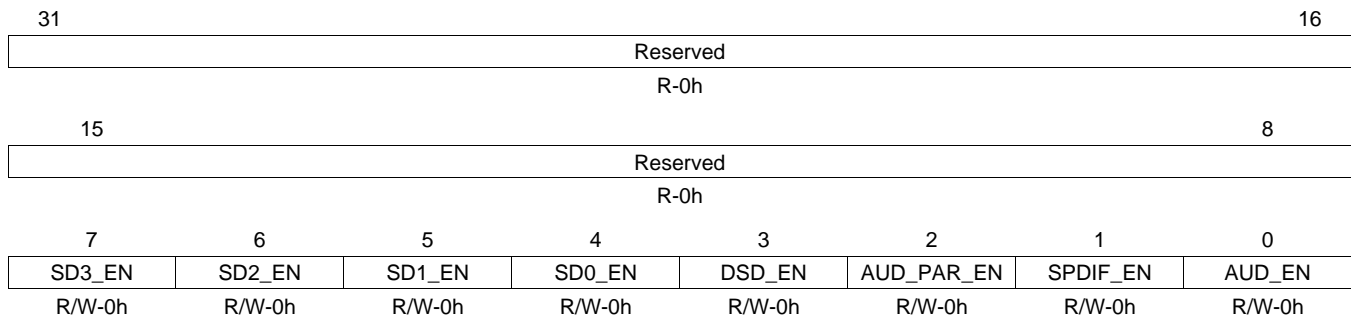 31 16
Reserved
R-0h
15 8
Reserved
R-0h
7 6 5 4 3 2 1 0
SD3_EN SD2_EN SD1_EN SD0_EN DSD_EN AUD_PAR_EN SPDIF_EN AUD_EN
R/W-0h R/W-0h R/W-0h R/W-0h R/W-0h R/W-0h R/W-0h R/W-0h